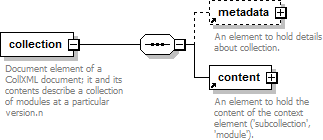 metadata
An element to hold details
about collection.
collection
Document element of a
CollXML document; it and its
contents describe a collection
of modules at a particular
version.n
content
An element to hold the
content of the context
element ('subcollection',
'module').